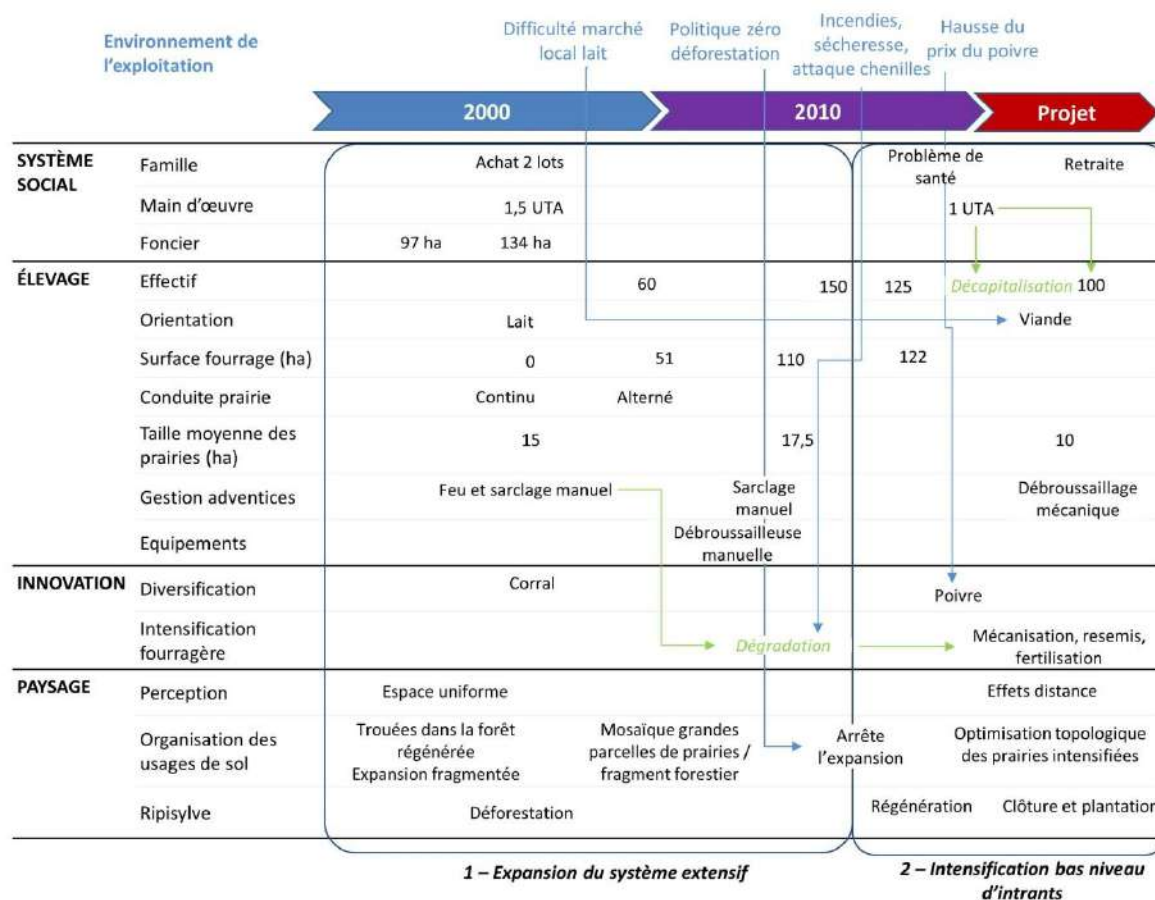 Environnement de
l’exploitation
Difficulté marché
local lait
Politique zéro
déforestation
Incendies,
sécheresse,
attaque chenilles
Hausse du
prix du poivre
2000
2010
Projet
SYSTÈME
SOCIAL
Famille
Achat 2 lots
Problème de
santé
Retraite
Main d’œuvre
1,5 UTA
1 UTA
Foncier
97 ha
134 ha
ÉLEVAGE
Effectif
60
150
125
Décapitalisation
100
Orientation
Lait
Viande
Surface fourrage (ha)
0
51
110
122
Conduite prairie
Continu
Alterné
Taille moyenne des
prairies (ha)
15
17,5
10
Gestion adventices
Feu et sarclage manuel
Sarclage
manuel
Débroussaillage
mécanique
Equipements
Débroussailleuse
manuelle
INNOVATION
Diversification
Corral
Poivre
Intensification
fourragère
Dégradation
Mécanisation, resemis,
fertilisation
PAYSAGE
Perception
Espace uniforme
Effets distance
Organisation des
usages de sol
Trouées dans la forêt
régénérée
Expansion fragmentée
Mosaïque grandes
parcelles de prairies /
fragment forestier
Arrête
l’expansion
Optimisation topologique
des prairies intensifiées
Ripisylve
Déforestation
Régénération
Clôture et plantation
1 – Expansion du système extensif
2 – Intensification bas niveau
d’intrants